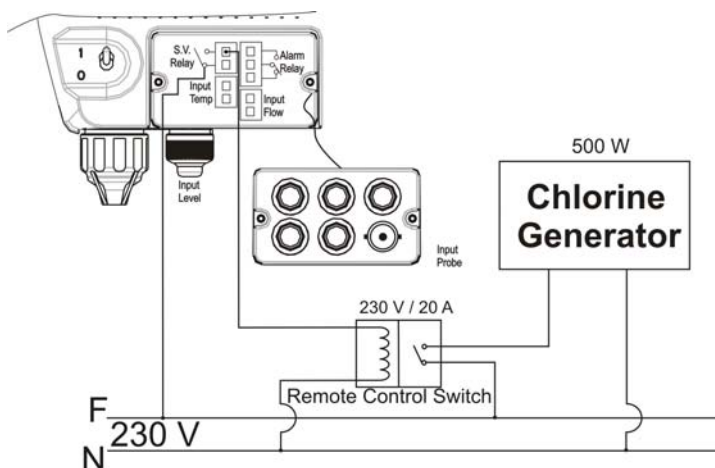 1
0
S.V.
Relay
Alarm
Relay
Input
Temp
Input
Flow
Input
Level
Input
Probe
500 W
Chlorine
Generator
230 V / 20 A
Remote Control Switch
F
230 V
N